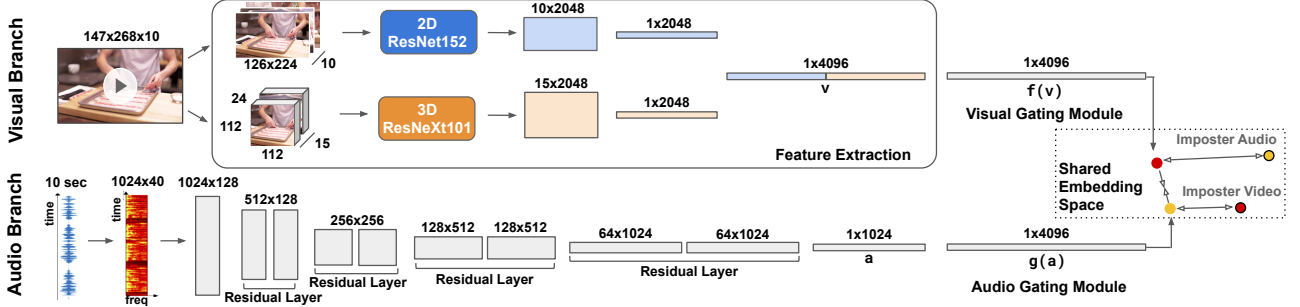 Visual Branch
147x268x10
126x224
10
24
112
112
15
2D
ResNet152
3D
ResNeXt101
10x2048
15x2048
1x2048
1x2048
1x4096
v
Feature Extraction
1x4096
f(v)
Visual Gating Module
Imposter Audio
Shared
Embedding
Space
Imposter Video
Audio Branch
10 sec
time
1024x40
time
freq
1024x128
512x128
Residual Layer
256x256
Residual Layer
128x512
128x512
Residual Layer
64x1024
64x1024
Residual Layer
1x1024
a
1x4096
g(a)
Audio Gating Module